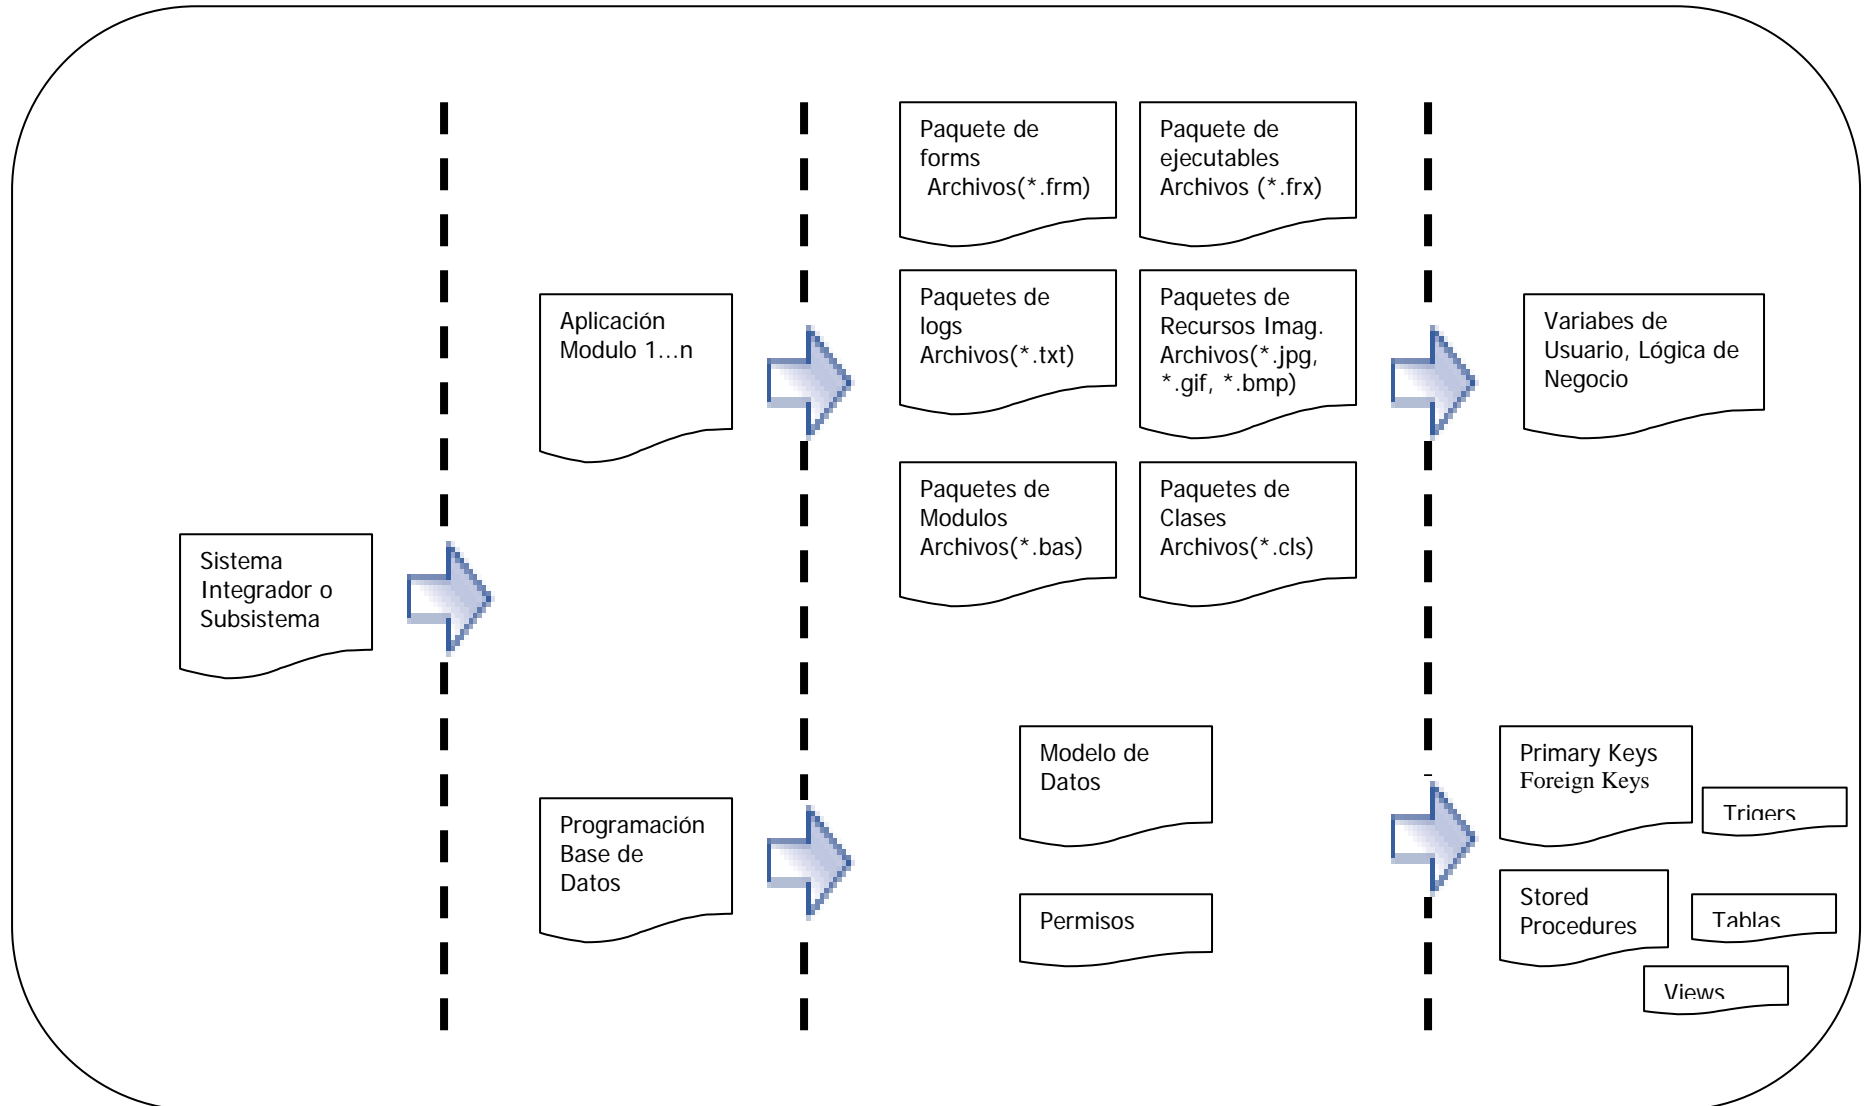 Sistema
Integrador o
Subsistema
Aplicación
Modulo 1...n
Programación
Base de
Datos
Paquete de
forms
Archivos(*.frm)
Paquete de
ejecutables
Archivos (*.frx)
Paquetes de
logs
Archivos(*.txt)
Paquetes de
Recursos Imag.
Archivos(*.jpg,
*.gif, *.bmp)
Paquetes de
Modulos
Archivos(*.bas)
Paquetes de
Clases
Archivos(*.cls)
Modelo de
Datos
Permisos
Variabes de
Usuario, Lógica de
Negocio
Primary Keys
Foreign Keys
Trigers
Stored
Procedures
Tablas
Views